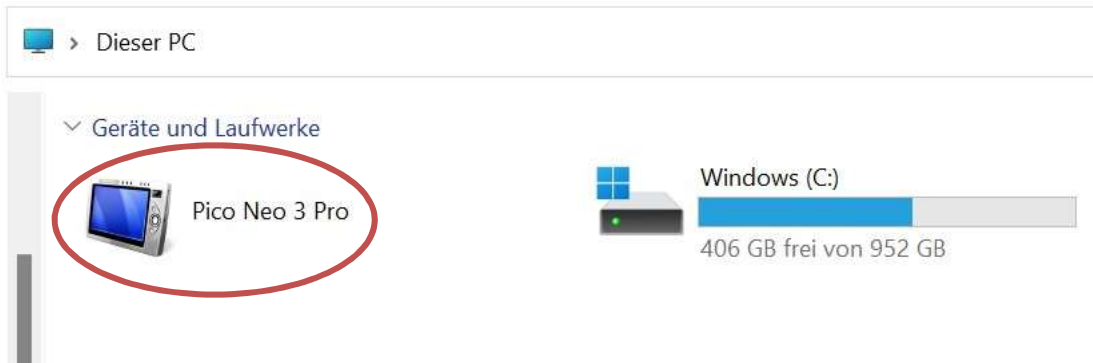 Dieser PC
Geräte und Laufwerke
Pico Neo 3 Pro
Windows (C:)
406 GB frei von 952 GB